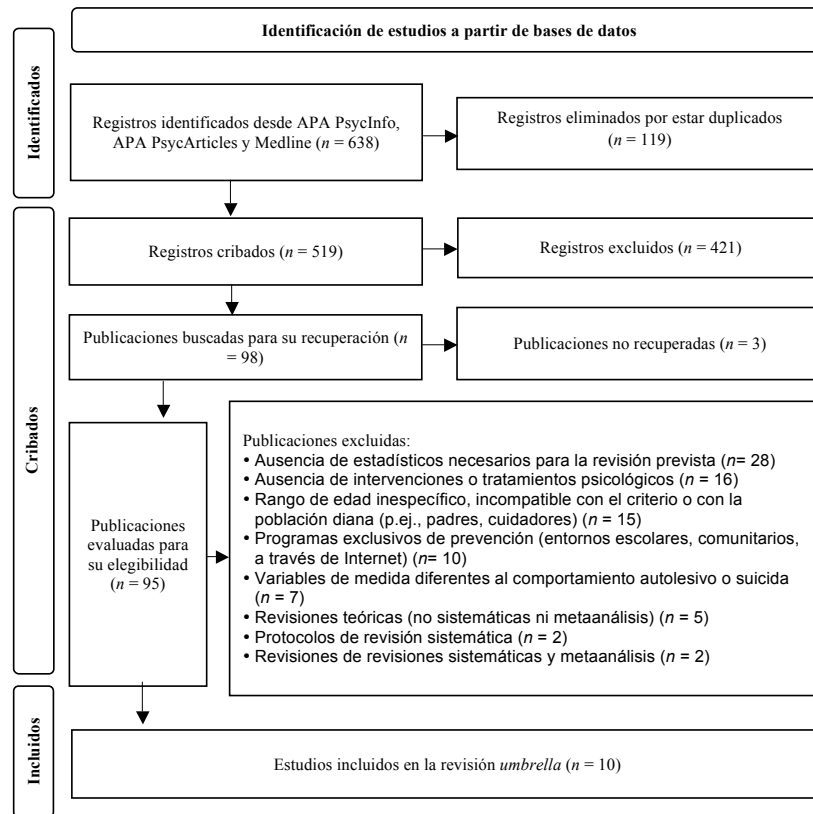 Identificación de estudios a partir de bases de datos
Identificados
Registros identificados desde APA PsycInfo,
APA PsycArticles y Medline (n = 638)
Registros eliminados por estar duplicados
(n = 119)
Cribados
Registros cribados (n = 519)
Registros excluidos (n = 421)
Publicaciones buscadas para su recuperación (n
= 98)
Publicaciones no recuperadas (n = 3)
Publicaciones
evaluadas para
su elegibilidad
(n = 95)
Publicaciones excluidas:
• Ausencia de estadísticos necesarios para la revisión prevista (n= 28)
• Ausencia de intervenciones o tratamientos psicológicos (n = 16)
• Rango de edad inespecífico, incompatible con el criterio o con la
población diana (p.ej., padres, cuidadores) (n = 15)
• Programas exclusivos de prevención (entornos escolares, comunitarios,
a través de Internet) (n= 10)
• Variables de medida diferentes al comportamiento autolesivo o suicida
(n = 7)
• Revisiones teóricas (no sistemáticas ni metaanálisis) (n = 5)
• Protocolos de revisión sistemática (n = 2)
• Revisiones de revisiones sistemáticas y metaanálisis (n = 2)
Incluidos
Estudios incluidos en la revisión umbrella (n = 10)